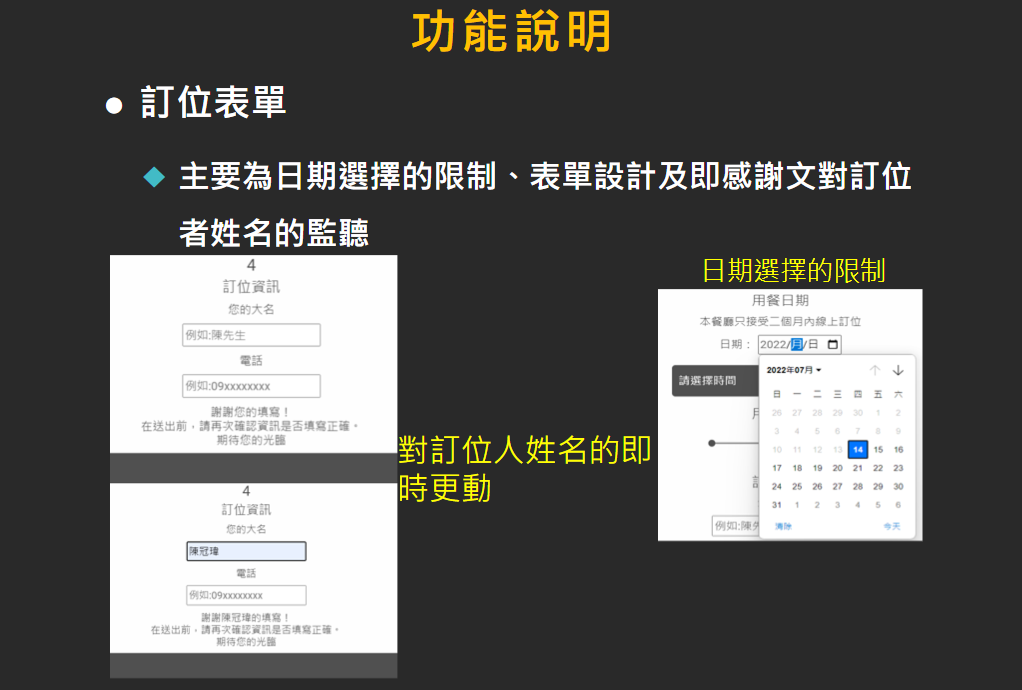 功能說明
訂位表單
主要為日期選擇的限制、表單設計及即感謝文對訂位
者姓名的監聽
4
訂位資訊
您的大名
例如:陳先生
電話
例如:09xxxxxxxx
謝謝您的填寫！
在送出前，請再次確認資訊是否填寫正確。
期待您的光臨
對訂位人姓名的即
時更動
4
訂位資訊
您的大名
陳冠瑋
電話
例如:09xxxxxxxx
謝謝陳冠瑋的填寫！
在送出前，請再次確認資訊是否填寫正確。
期待您的光臨
日期選擇的限制
用餐日期
本餐廳只接受二個月內線上訂位
日期： 2022/月/日
請選擇時間
2022年07月
日 一 二 三 四 五 六
26 27 28 29 30 1 2
3 4 5 6 7 8 9
10 11 12 13 14 15 16
17 18 19 20 21 22 23
24 25 26 27 28 29 30
31 1 2 3 4 5 6
清除 今天
例如:陳